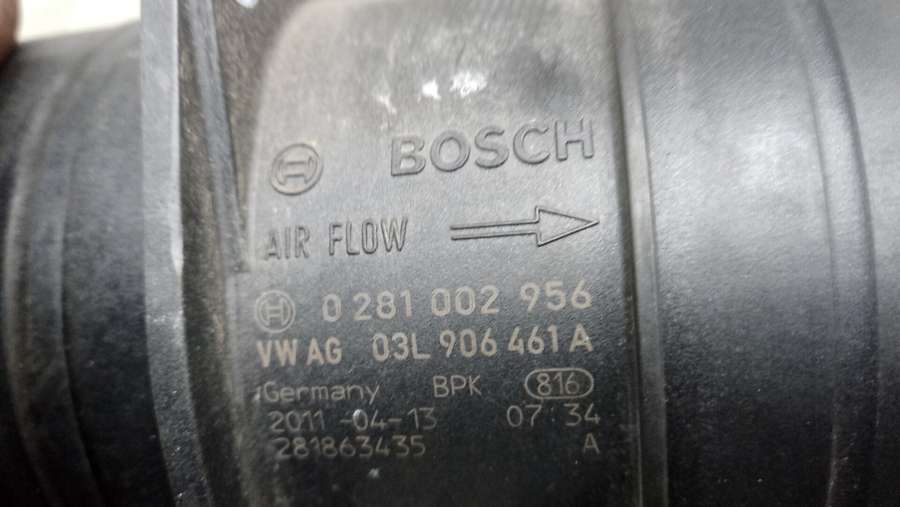 BOSCH
AIR FLOW
0 281 002 956
VW AG 03L 906 461 A
Germany BPK 816
2011-04-13 07:34
281863435 A